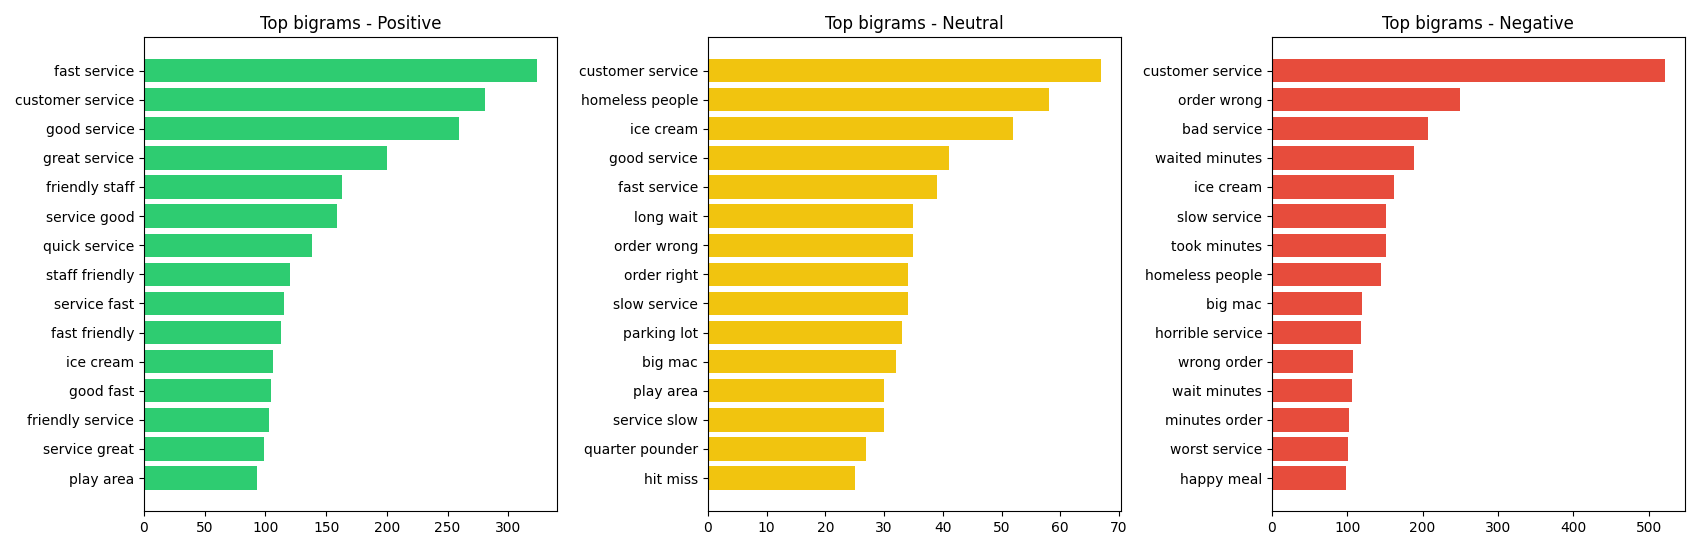 Top bigrams - Positive
fast service
customer service
good service
great service
friendly staff
service good
quick service
staff friendly
service fast
fast friendly
ice cream
good fast
friendly service
service great
play area
0 50 100 150 200 250 300
Top bigrams - Neutral
customer service
homeless people
ice cream
good service
fast service
long wait
order wrong
order right
slow service
parking lot
big mac
play area
service slow
quarter pounder
hit miss
0 10 20 30 40 50 60 70
Top bigrams - Negative
customer service
order wrong
bad service
waited minutes
ice cream
slow service
took minutes
homeless people
big mac
horrible service
wrong order
wait minutes
minutes order
worst service
happy meal
0 100 200 300 400 500